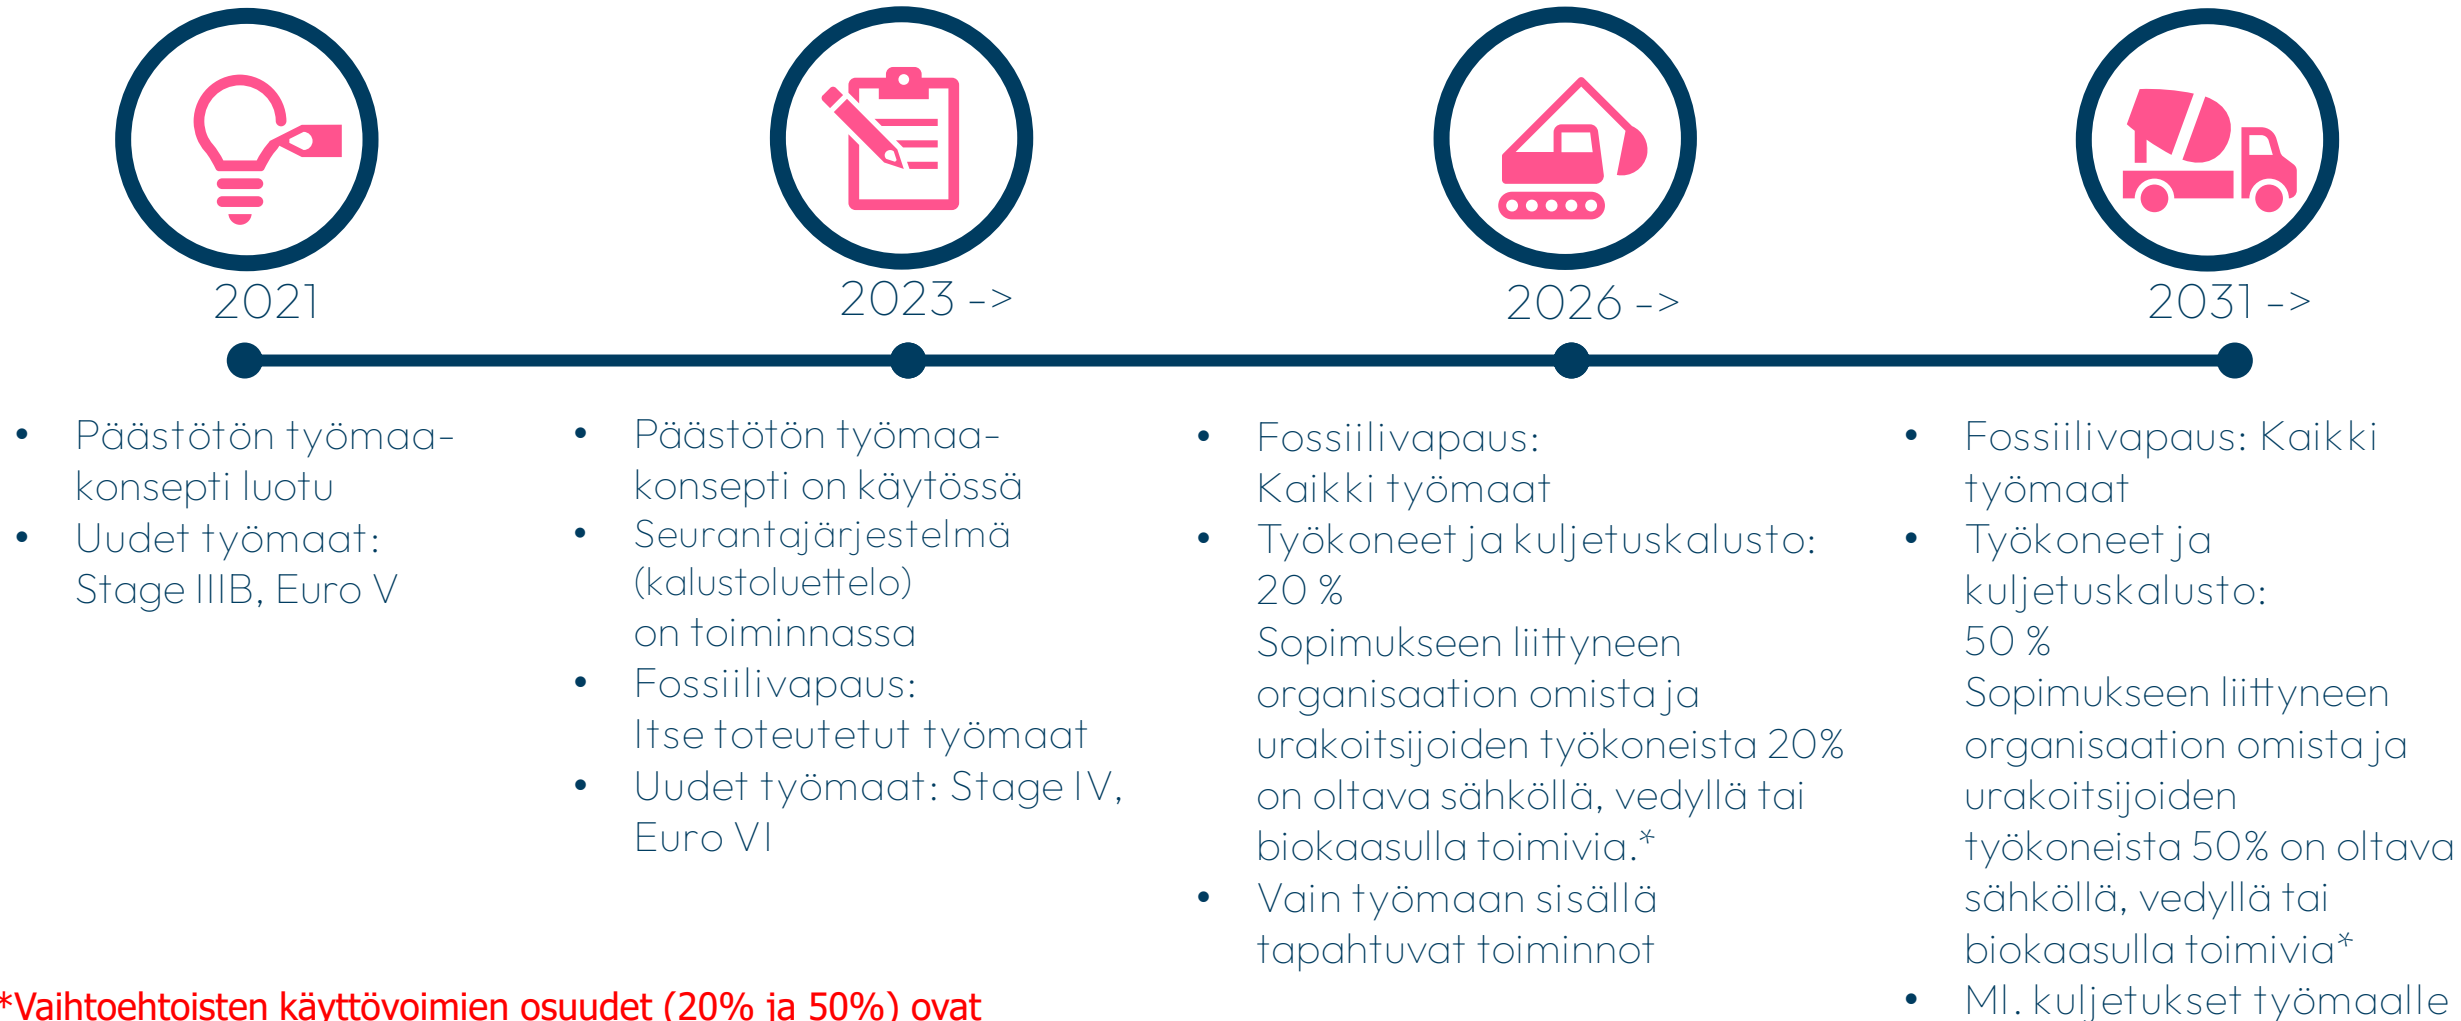 2021
• Päästötön työmaa-
konsepti luotu
• Uudet työmaat:
Stage IIIB, Euro V
2023 ->
• Päästötön työmaa-
konsepti on käytössä
• Seurantajärjestelmä
(kalustoluettelo)
on toiminnassa
• Fossiilivapaus:
Itse toteutetut työmaat
• Uudet työmaat: Stage IV,
Euro VI
2026 ->
• Fossiilivapaus:
Kaikki työmaat
• Työkoneet ja kuljetuskalusto:
20 %
Sopimukseen liittyneen
organisaation omista ja
urakoitsijoiden työkoneista 20%
on oltava sähköllä, vedyllä tai
biokaasulla toimivia.*
• Vain työmaan sisällä
tapahtuvat toiminnot
2031 ->
• Fossiilivapaus: Kaikki
työmaat
• Työkoneet ja
kuljetuskalusto:
50 %
Sopimukseen liittyneen
organisaation omista ja
urakoitsijoiden
työkoneista 50% on oltava
sähköllä, vedyllä tai
biokaasulla toimivia*
• Ml. kuljetukset työmaalle
*Vaihtoehtoisten käyttövoimien osuudet (20% ja 50%) ovat